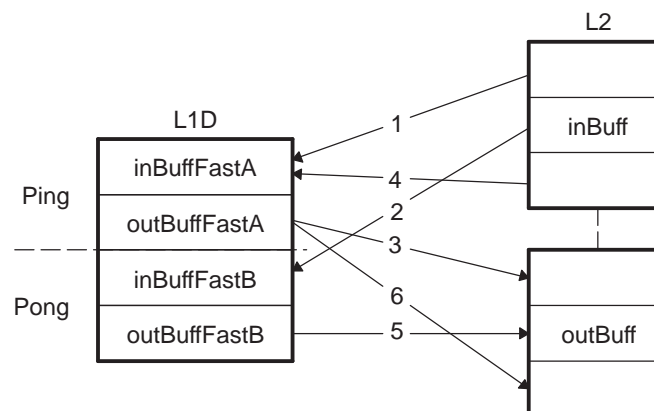 L2
L1D
1
inBuff
inBuffFastA
4
Ping
2
outBuffFastA
3
inBuffFastB
6
Pong
outBuffFastB
5
outBuff